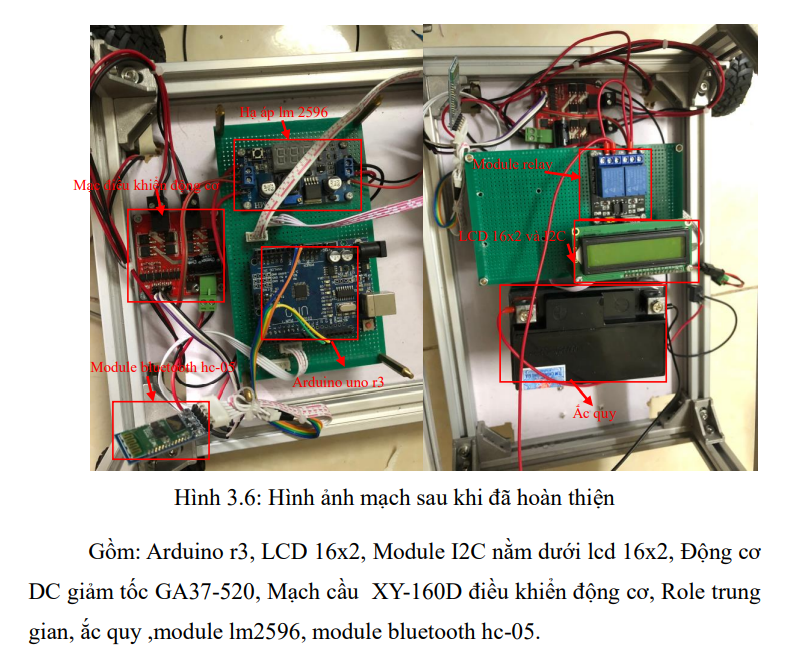 Hạ áp lm 2596
Mạc điều khiển động cơ
Module bluetooth hc-05
Arduino uno r3
UNO
Module relay
LCD 16x2 và I2C
Ắc quy
Hình 3.6: Hình ảnh mạch sau khi đã hoàn thiện
Gồm: Arduino r3, LCD 16x2, Module I2C nằm dưới lcd 16x2, Động cơ
DC giảm tốc GA37-520, Mạch cầu XY-160D điều khiển động cơ, Role trung
gian, ắc quy ,module lm2596, module bluetooth hc-05.